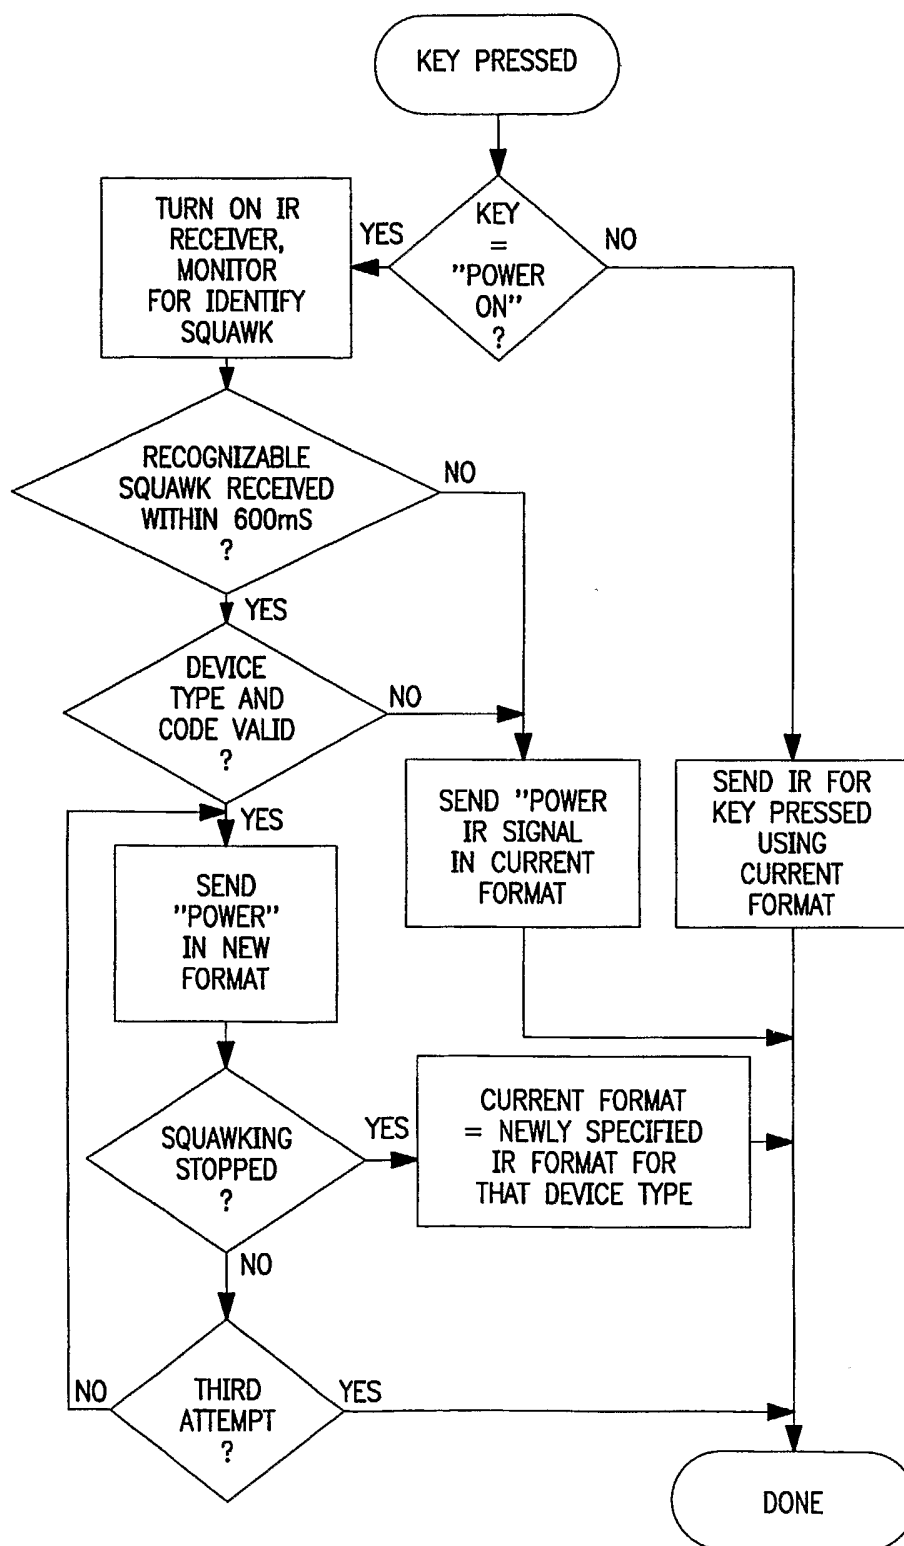 KEY PRESSED
KEY
=
"POWER
ON"
?
YES
NO
TURN ON IR
RECEIVER,
MONITOR
FOR IDENTIFY
SQUAWK
RECOGNIZABLE
SQUAWK RECEIVED
WITHIN 600mS
?
NO
YES
DEVICE
TYPE AND
CODE VALID
?
NO
YES
SEND "POWER
IR SIGNAL
IN CURRENT
FORMAT
SEND IR FOR
KEY PRESSED
USING
CURRENT
FORMAT
SEND
"POWER"
IN NEW
FORMAT
SQUAWKING
STOPPED
?
YES
CURRENT FORMAT
= NEWLY SPECIFIED
IR FORMAT FOR
THAT DEVICE TYPE
NO
THIRD
ATTEMPT
?
NO
YES
DONE